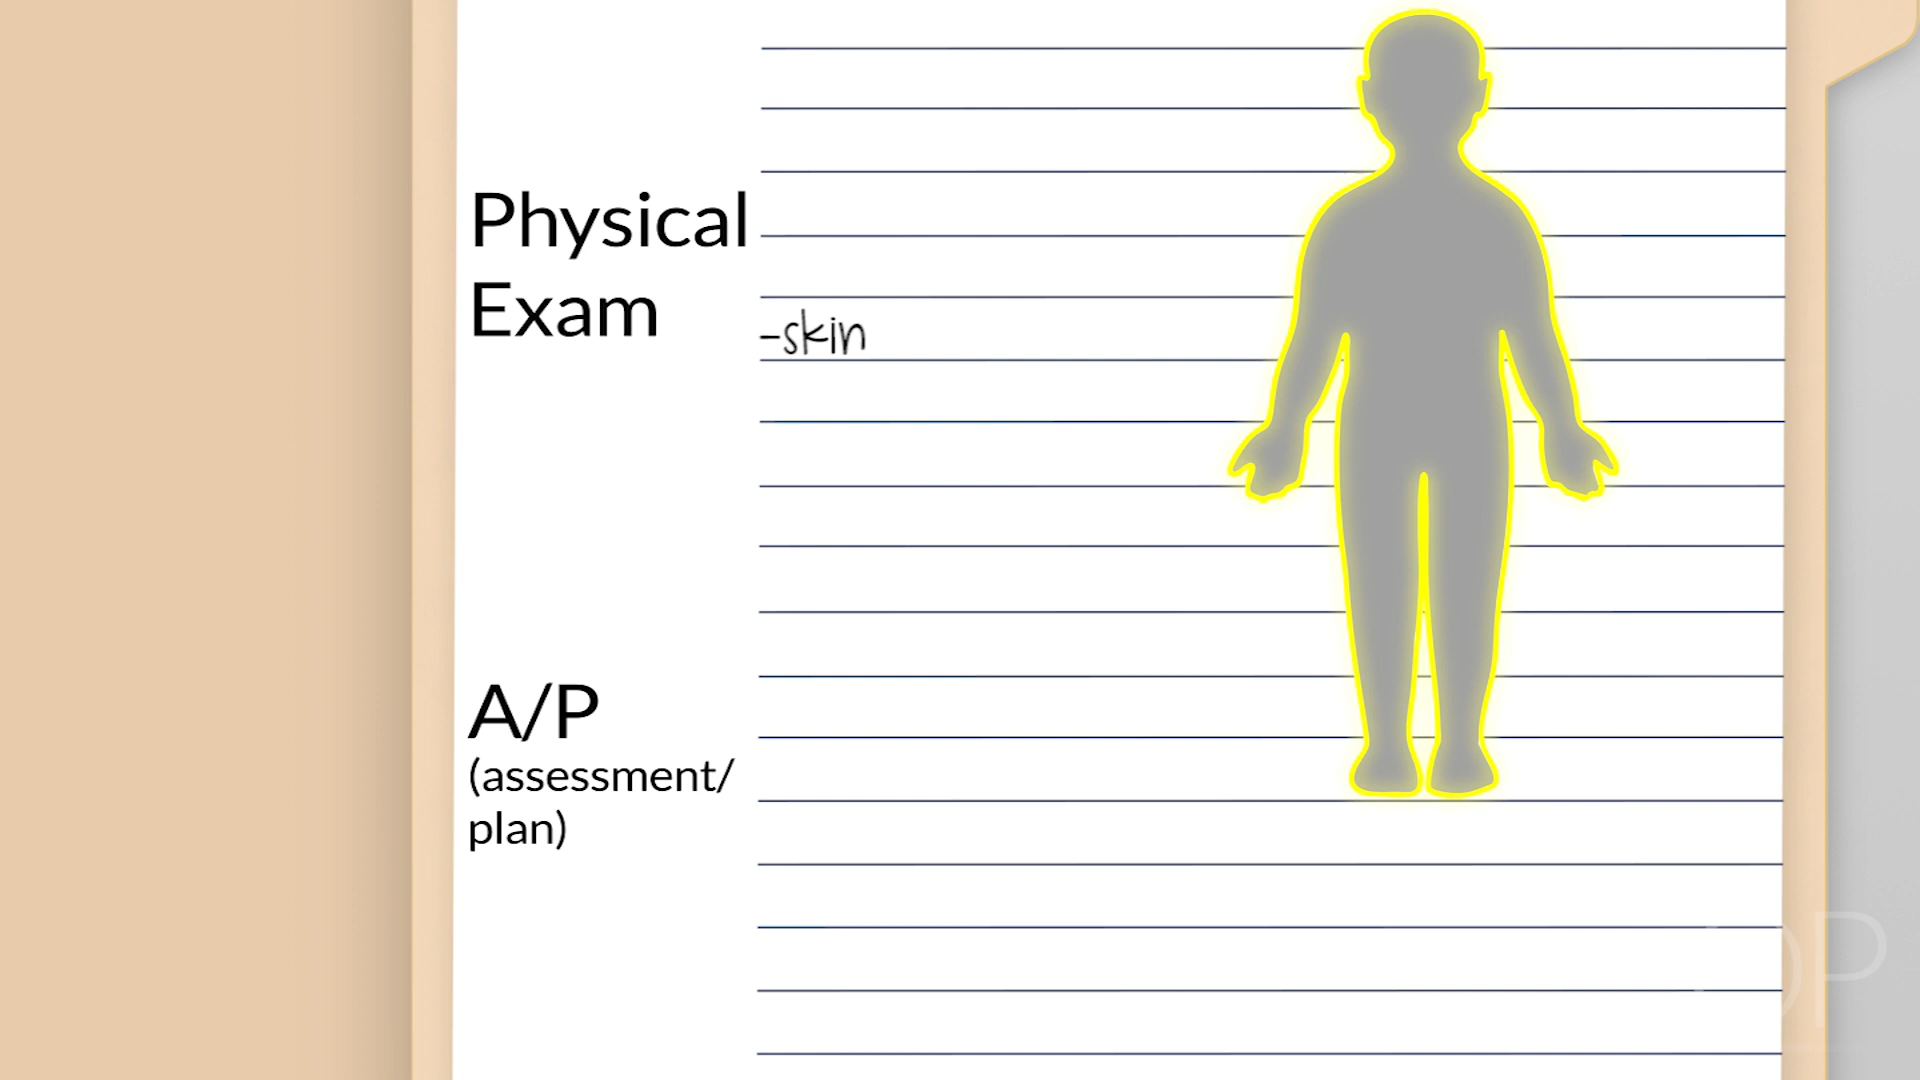 Physical
Exam
-skin
A/P
(assessment/
plan)